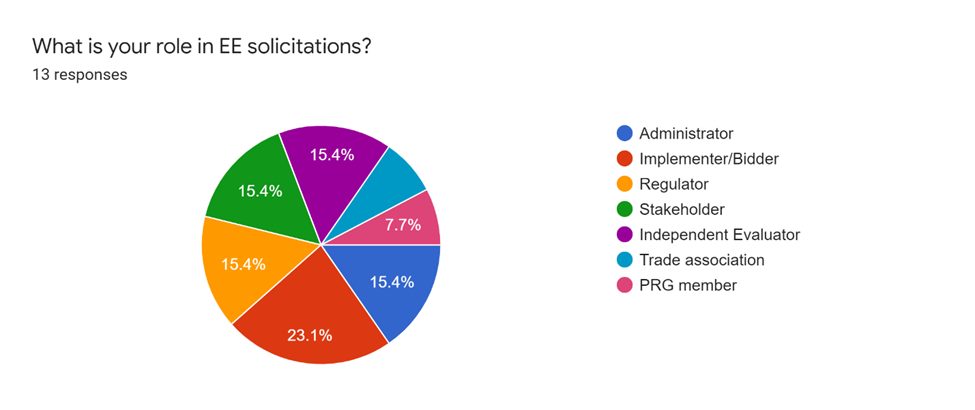 What is your role in EE solicitations?
13 responses
15.4%
15.4%
15.4%
23.1%
15.4%
7.7%
Administrator
Implementer/Bidder
Regulator
Stakeholder
Independent Evaluator
Trade association
PRG member